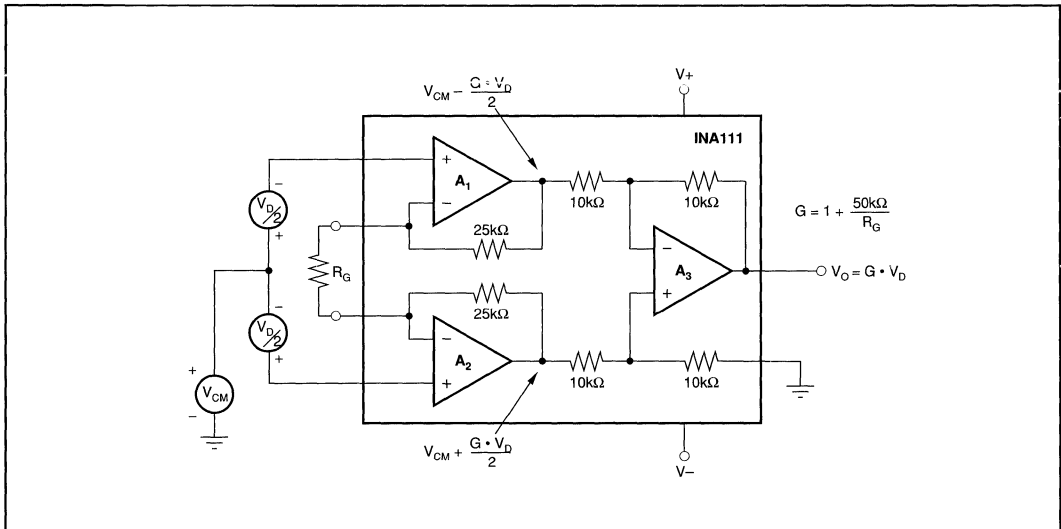 V+
V_CM − G • V_D / 2
INA111
+
A₁
−
10kΩ
10kΩ
G = 1 + 50kΩ / R_G
−
V_D/2
+
25kΩ
R_G
−
A₃
+
V_O = G • V_D
25kΩ
−
V_D/2
+
−
A₂
+
10kΩ
10kΩ
+
V_CM
−
V_CM + G • V_D / 2
V−